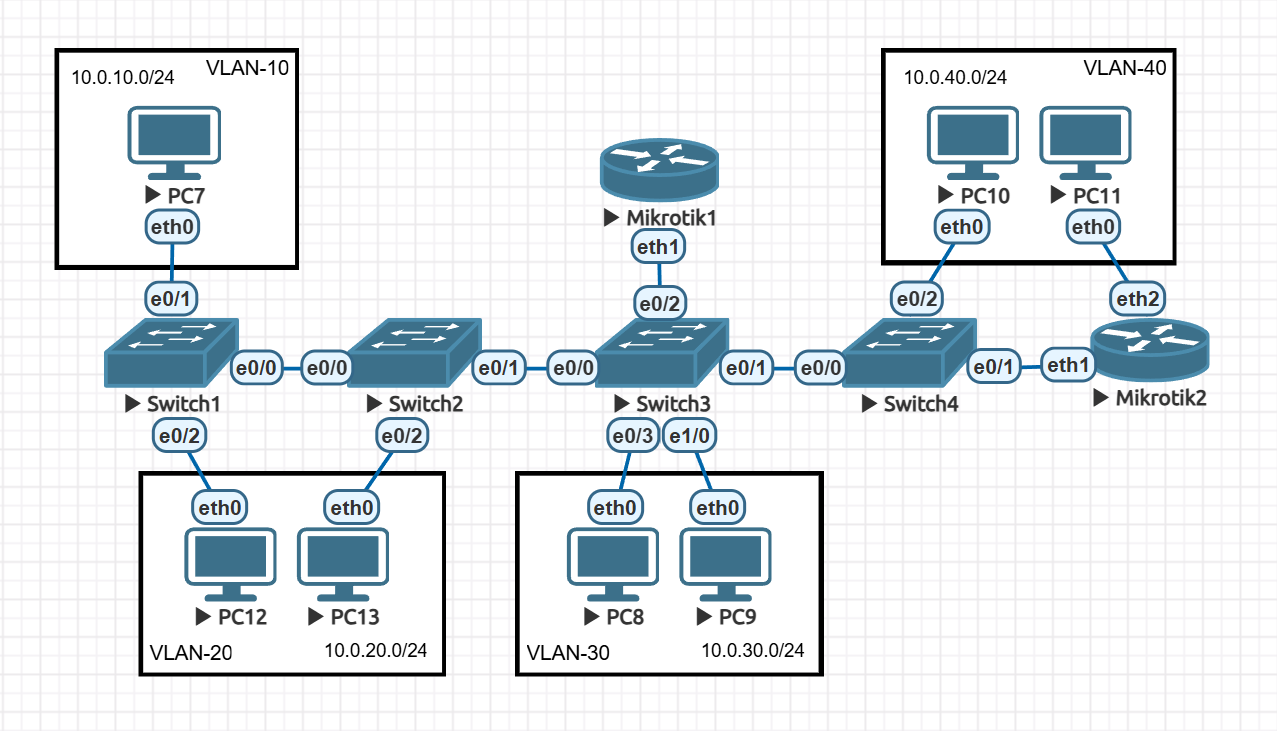 10.0.10.0/24
VLAN-10
PC7
eth0
e0/1
Switch1
e0/0
e0/2
e0/0
Switch2
e0/1
e0/2
VLAN-20
10.0.20.0/24
eth0
PC12
eth0
PC13
Mikrotik1
eth1
e0/2
e0/0
Switch3
e0/1
e0/3
e1/0
eth0
PC8
eth0
PC9
VLAN-30
10.0.30.0/24
10.0.40.0/24
VLAN-40
PC10
PC11
eth0
eth0
e0/2
eth2
e0/0
Switch4
e0/1
eth1
Mikrotik2